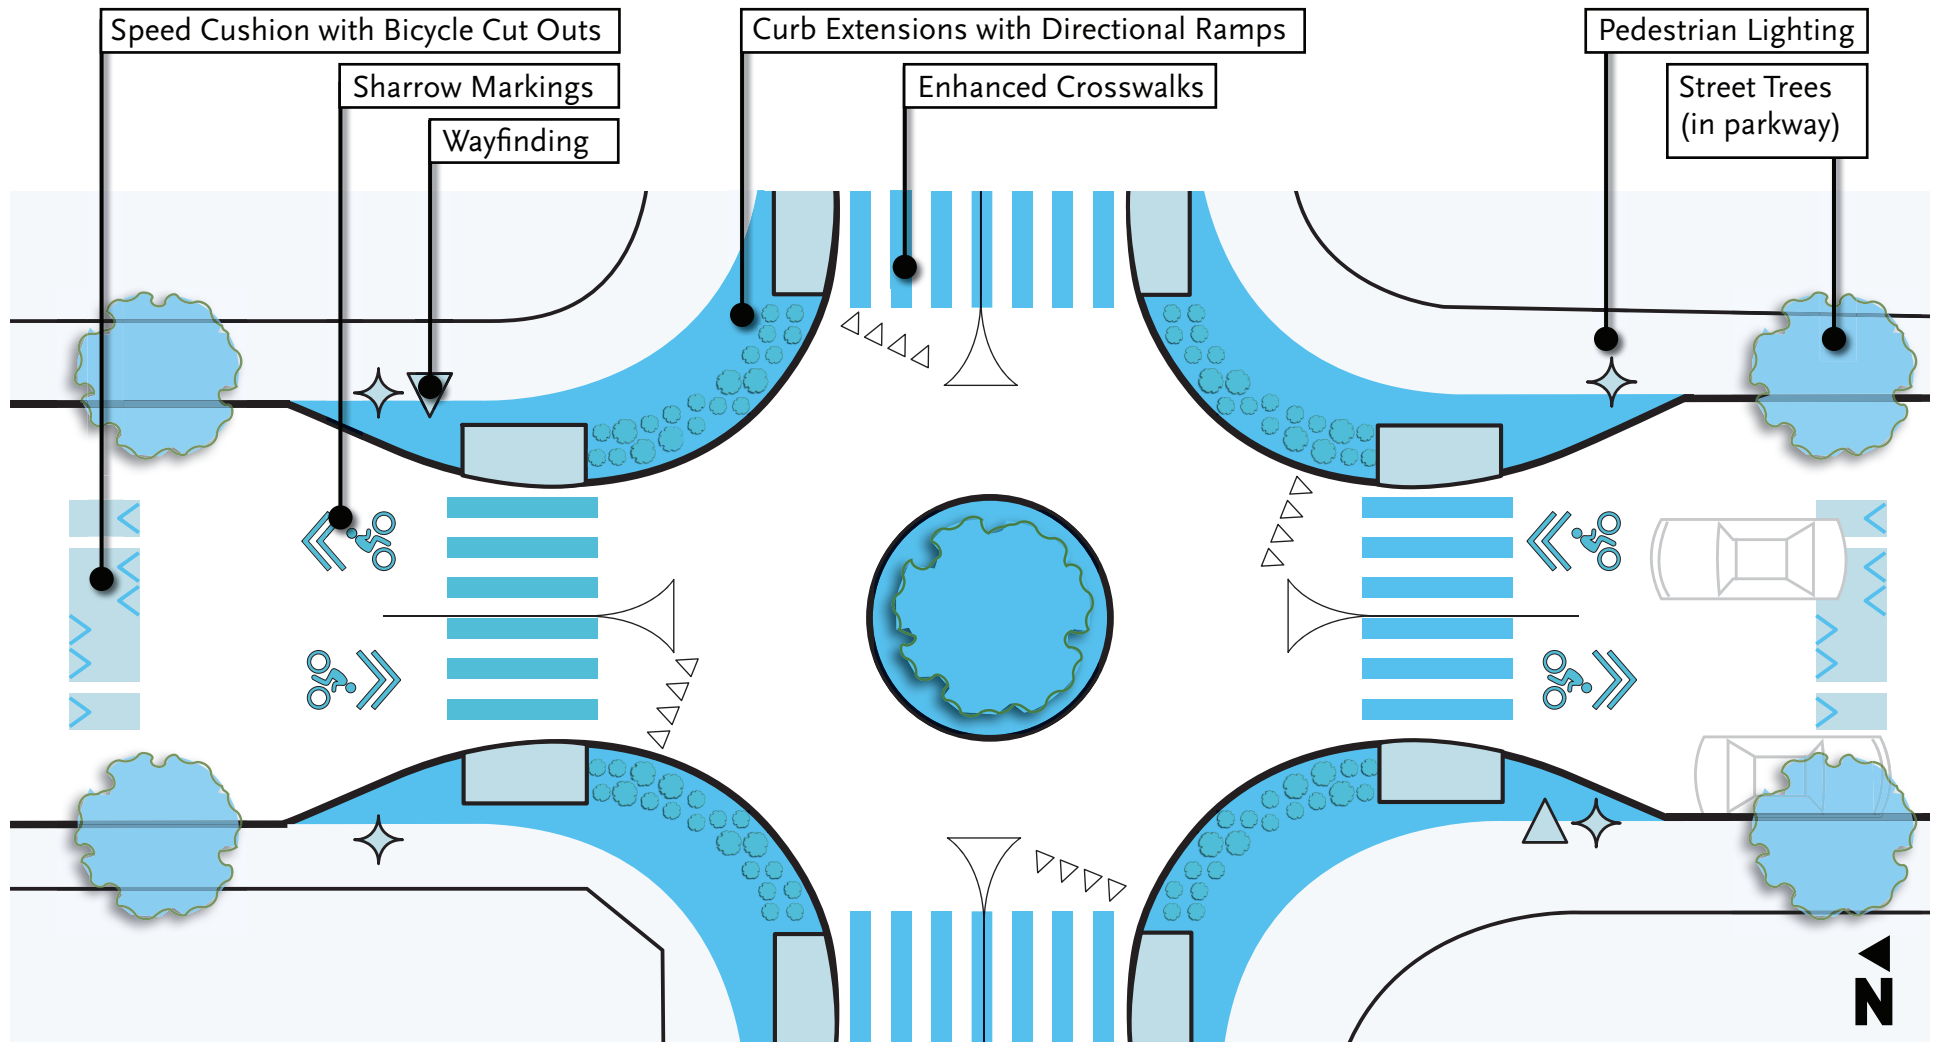 Speed Cushion with Bicycle Cut Outs
Curb Extensions with Directional Ramps
Pedestrian Lighting
Sharrow Markings
Enhanced Crosswalks
Street Trees
(in parkway)
Wayfinding
N